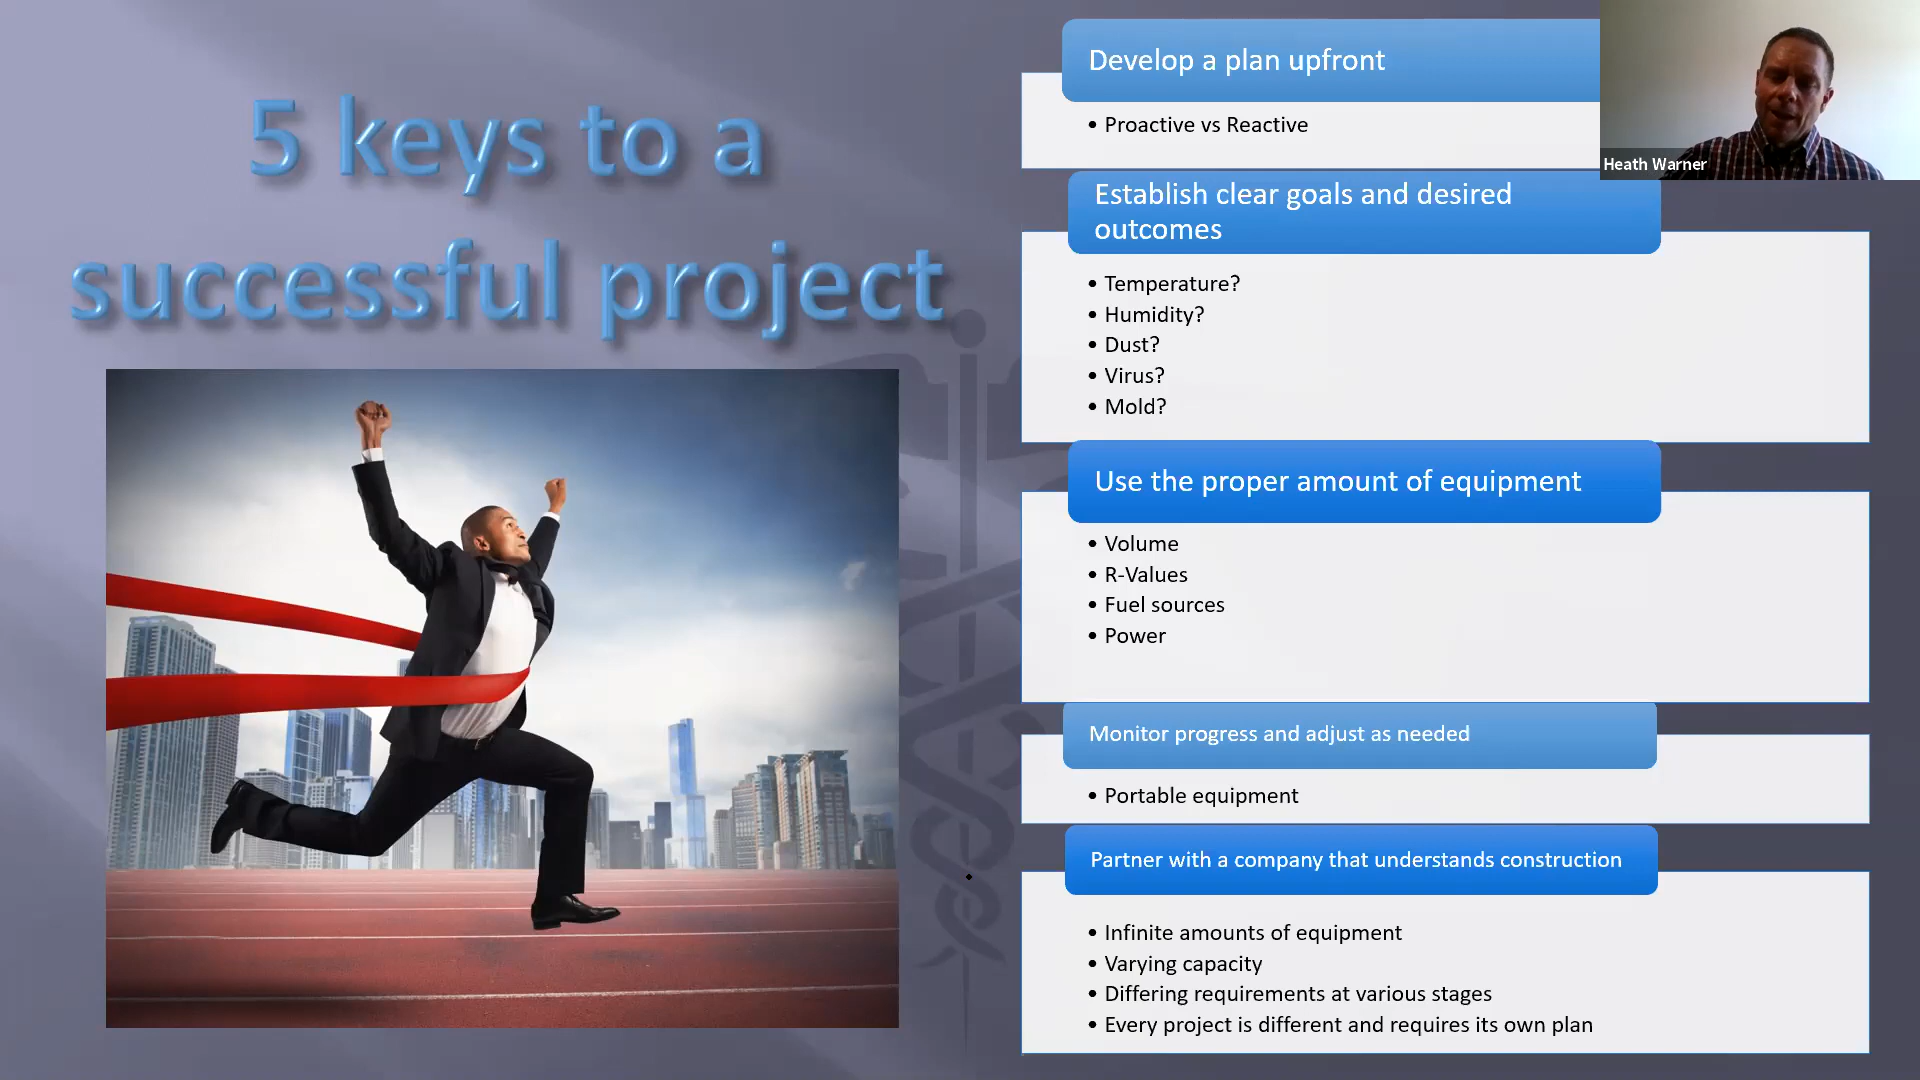 5 keys to a
successful project
Develop a plan upfront
• Proactive vs Reactive
Heath Warner
Establish clear goals and desired
outcomes
• Temperature?
• Humidity?
• Dust?
• Virus?
• Mold?
Use the proper amount of equipment
• Volume
• R-Values
• Fuel sources
• Power
Monitor progress and adjust as needed
• Portable equipment
Partner with a company that understands construction
• Infinite amounts of equipment
• Varying capacity
• Differing requirements at various stages
• Every project is different and requires its own plan